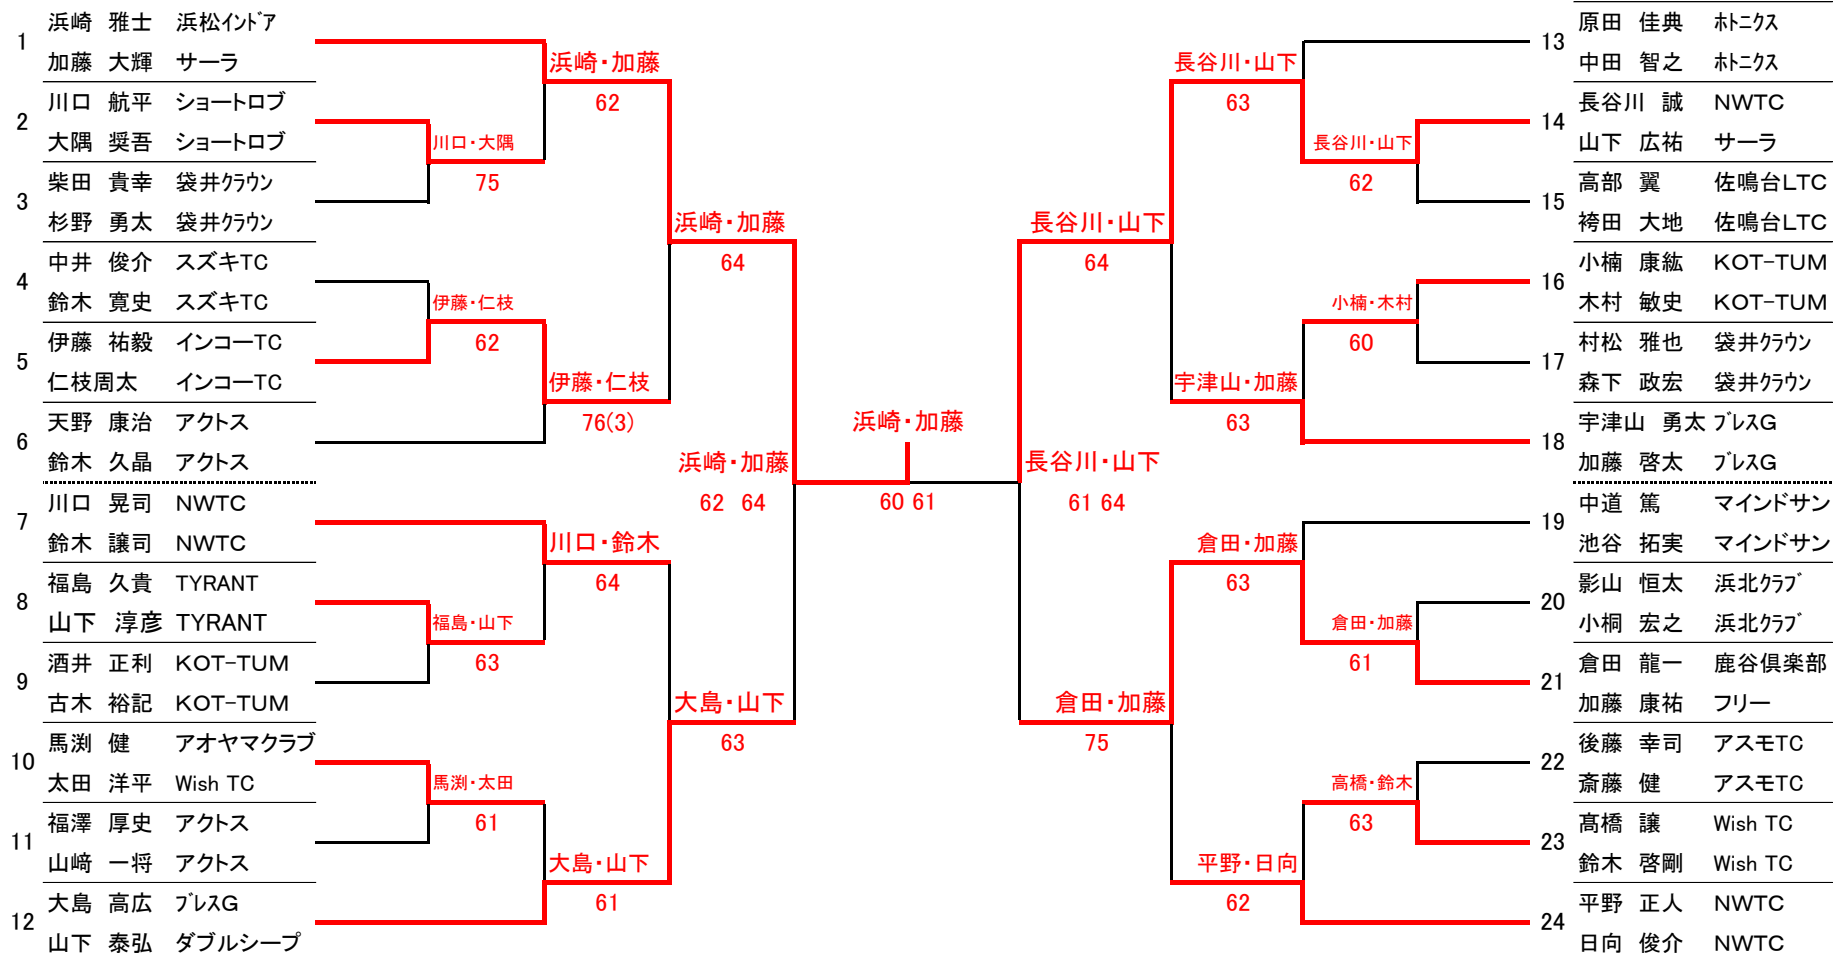 1
浜崎 雅士 浜松インドア
加藤 大輝 サーラ
2
川口 航平 ショートロブ
大隅 奨吾 ショートロブ
3
柴田 貴幸 袋井クラウン
杉野 勇太 袋井クラウン
4
中井 俊介 スズキTC
鈴木 寛史 スズキTC
5
伊藤 祐毅 インコーTC
仁枝周太 インコーTC
6
天野 康治 アクトス
鈴木 久晶 アクトス
7
川口 晃司 NWTC
鈴木 譲司 NWTC
8
福島 久貴 TYRANT
山下 淳彦 TYRANT
9
酒井 正利 KOT-TUM
古木 裕記 KOT-TUM
10
馬渕 健 アオヤマクラブ
太田 洋平 Wish TC
11
福澤 厚史 アクトス
山﨑 一将 アクトス
12
大島 高広 ブレスG
山下 泰弘 ダブルシープ
川口・大隅
75
伊藤・仁枝
62
福島・山下
63
馬渕・太田
61
浜崎・加藤
62
伊藤・仁枝
76(3)
川口・鈴木
64
大島・山下
61
浜崎・加藤
64
大島・山下
63
浜崎・加藤
62 64
浜崎・加藤
60 61
長谷川・山下
61 64
長谷川・山下
64
倉田・加藤
75
長谷川・山下
63
宇津山・加藤
63
倉田・加藤
63
平野・日向
62
長谷川・山下
62
小楠・木村
60
倉田・加藤
61
高橋・鈴木
63
13
原田 佳典 ホトニクス
中田 智之 ホトニクス
14
長谷川 誠 NWTC
山下 広祐 サーラ
15
高部 翼 佐鳴台LTC
袴田 大地 佐鳴台LTC
16
小楠 康紘 KOT-TUM
木村 敏史 KOT-TUM
17
村松 雅也 袋井クラウン
森下 政宏 袋井クラウン
18
宇津山 勇太 ブレスG
加藤 啓太 ブレスG
19
中道 篤 マインドサン
池谷 拓実 マインドサン
20
影山 恒太 浜北クラブ
小桐 宏之 浜北クラブ
21
倉田 龍一 鹿谷倶楽部
加藤 康祐 フリー
22
後藤 幸司 アスモTC
斎藤 健 アスモTC
23
髙橋 譲 Wish TC
鈴木 啓剛 Wish TC
24
平野 正人 NWTC
日向 俊介 NWTC